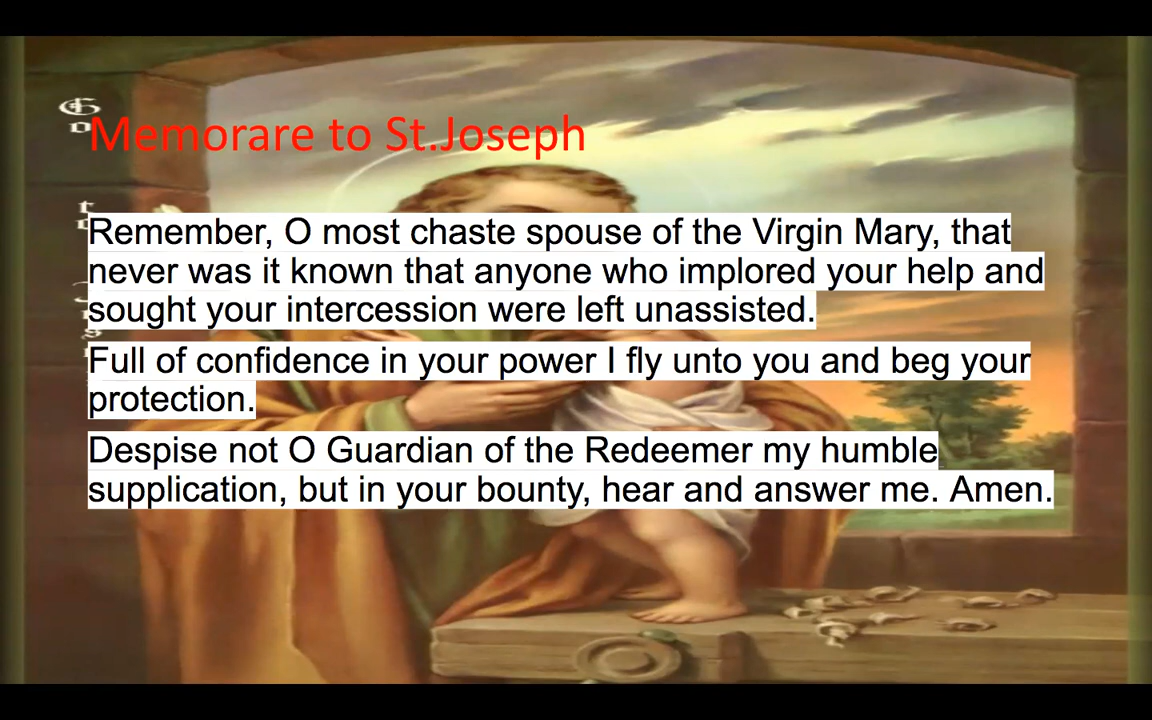 Memorare to St.Joseph
Remember, O most chaste spouse of the Virgin Mary, that
never was it known that anyone who implored your help and
sought your intercession were left unassisted.
Full of confidence in your power I fly unto you and beg your
protection.
Despise not O Guardian of the Redeemer my humble
supplication, but in your bounty, hear and answer me. Amen.